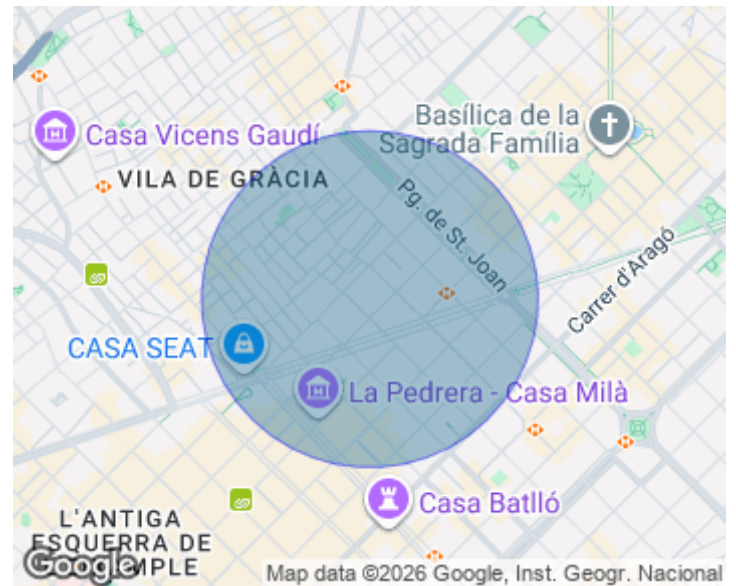 Basílica de la
Sagrada Família
Casa Vicens Gaudí
VILA DE GRÀCIA
Pg. de St. Joan
Carrer d'Aragó
CASA SEAT
La Pedrera - Casa Milà
Casa Batlló
L'ANTIGA
ESQUERRA DE
MPLE
Google
Map data ©2026 Google, Inst. Geogr. Nacional